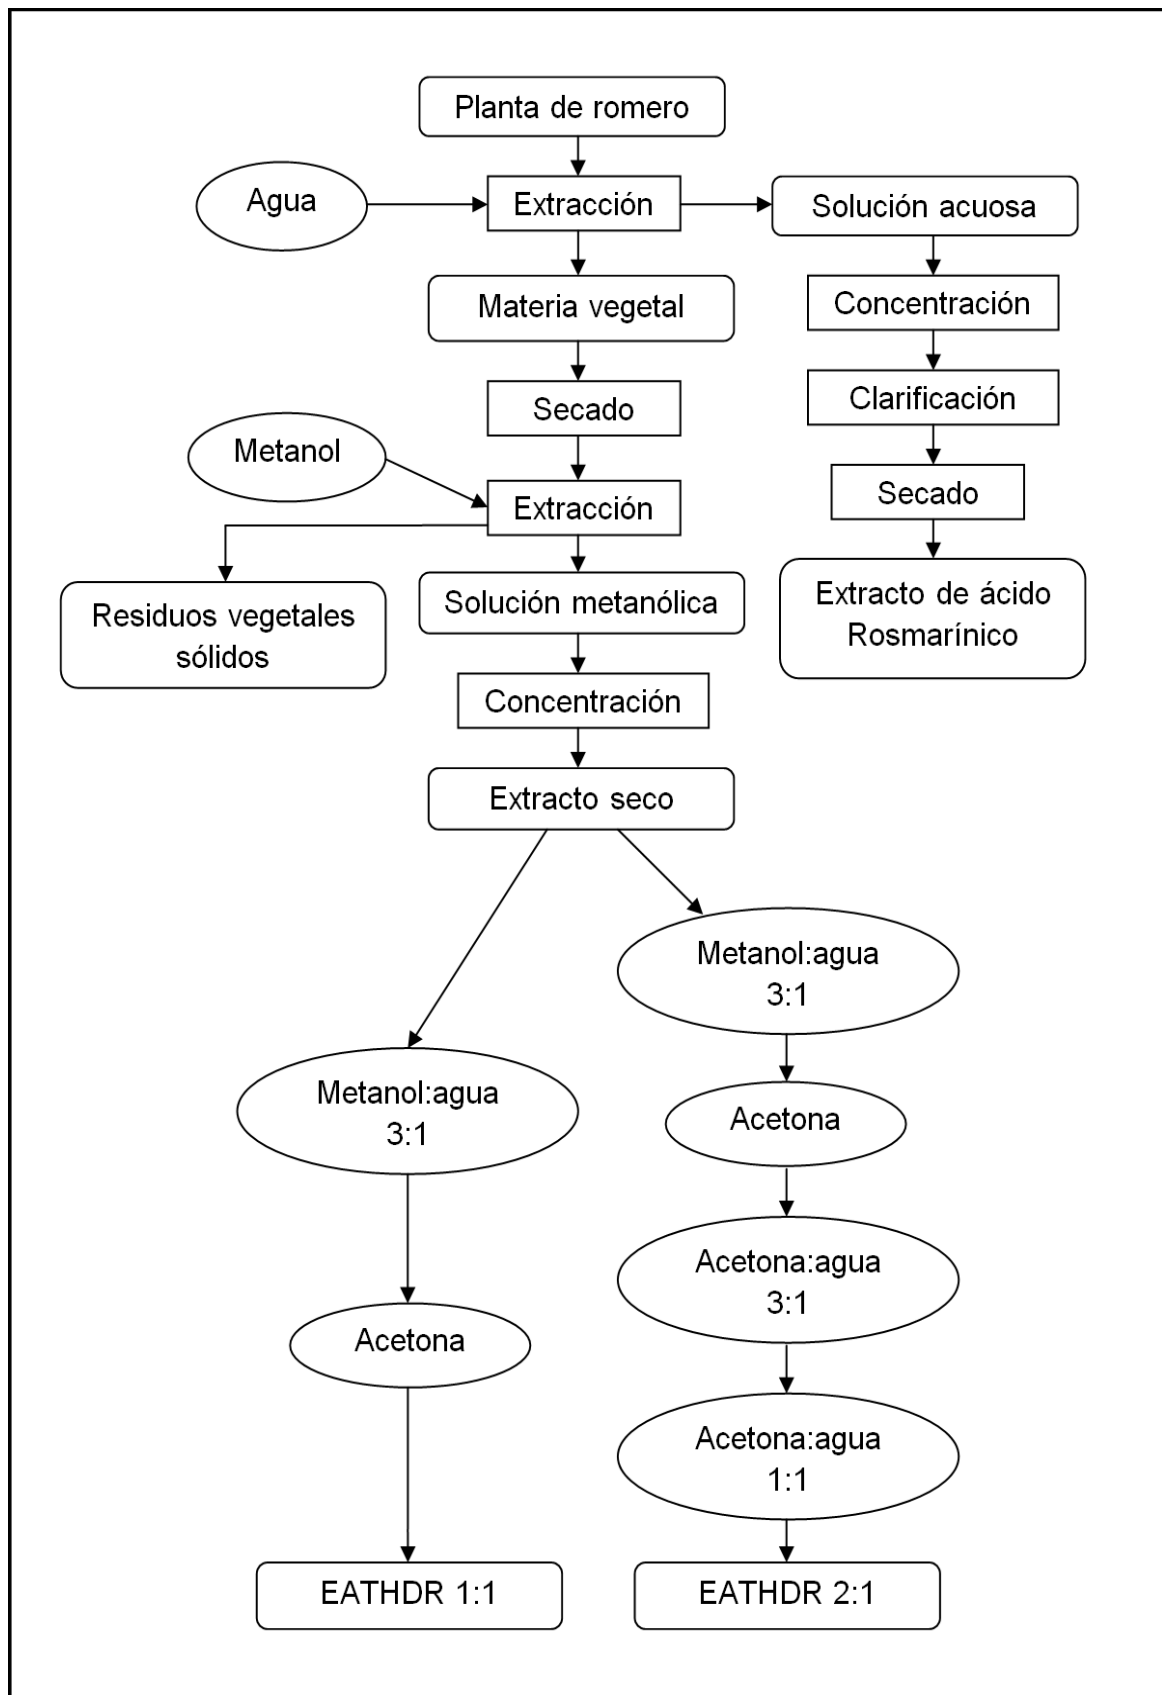 Planta de romero
Agua
Extracción
Solución acuosa
Materia vegetal
Concentración
Secado
Clarificación
Metanol
Extracción
Secado
Residuos vegetales
sólidos
Solución metanólica
Extracto de ácido
Rosmarínico
Concentración
Extracto seco
Metanol:agua
3:1
Metanol:agua
3:1
Acetona
Acetona:agua
3:1
Acetona
Acetona:agua
1:1
EATHDR 1:1
EATHDR 2:1